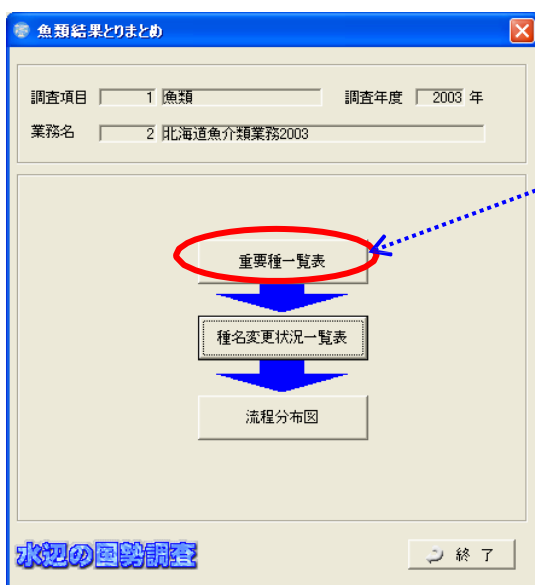 魚類結果とりまとめ
調査項目 1 魚類 調査年度 2003 年
業務名 2 北海道魚介類業務2003
重要種一覧表
種名変更状況一覧表
流程分布図
水辺の国勢調査 終 了